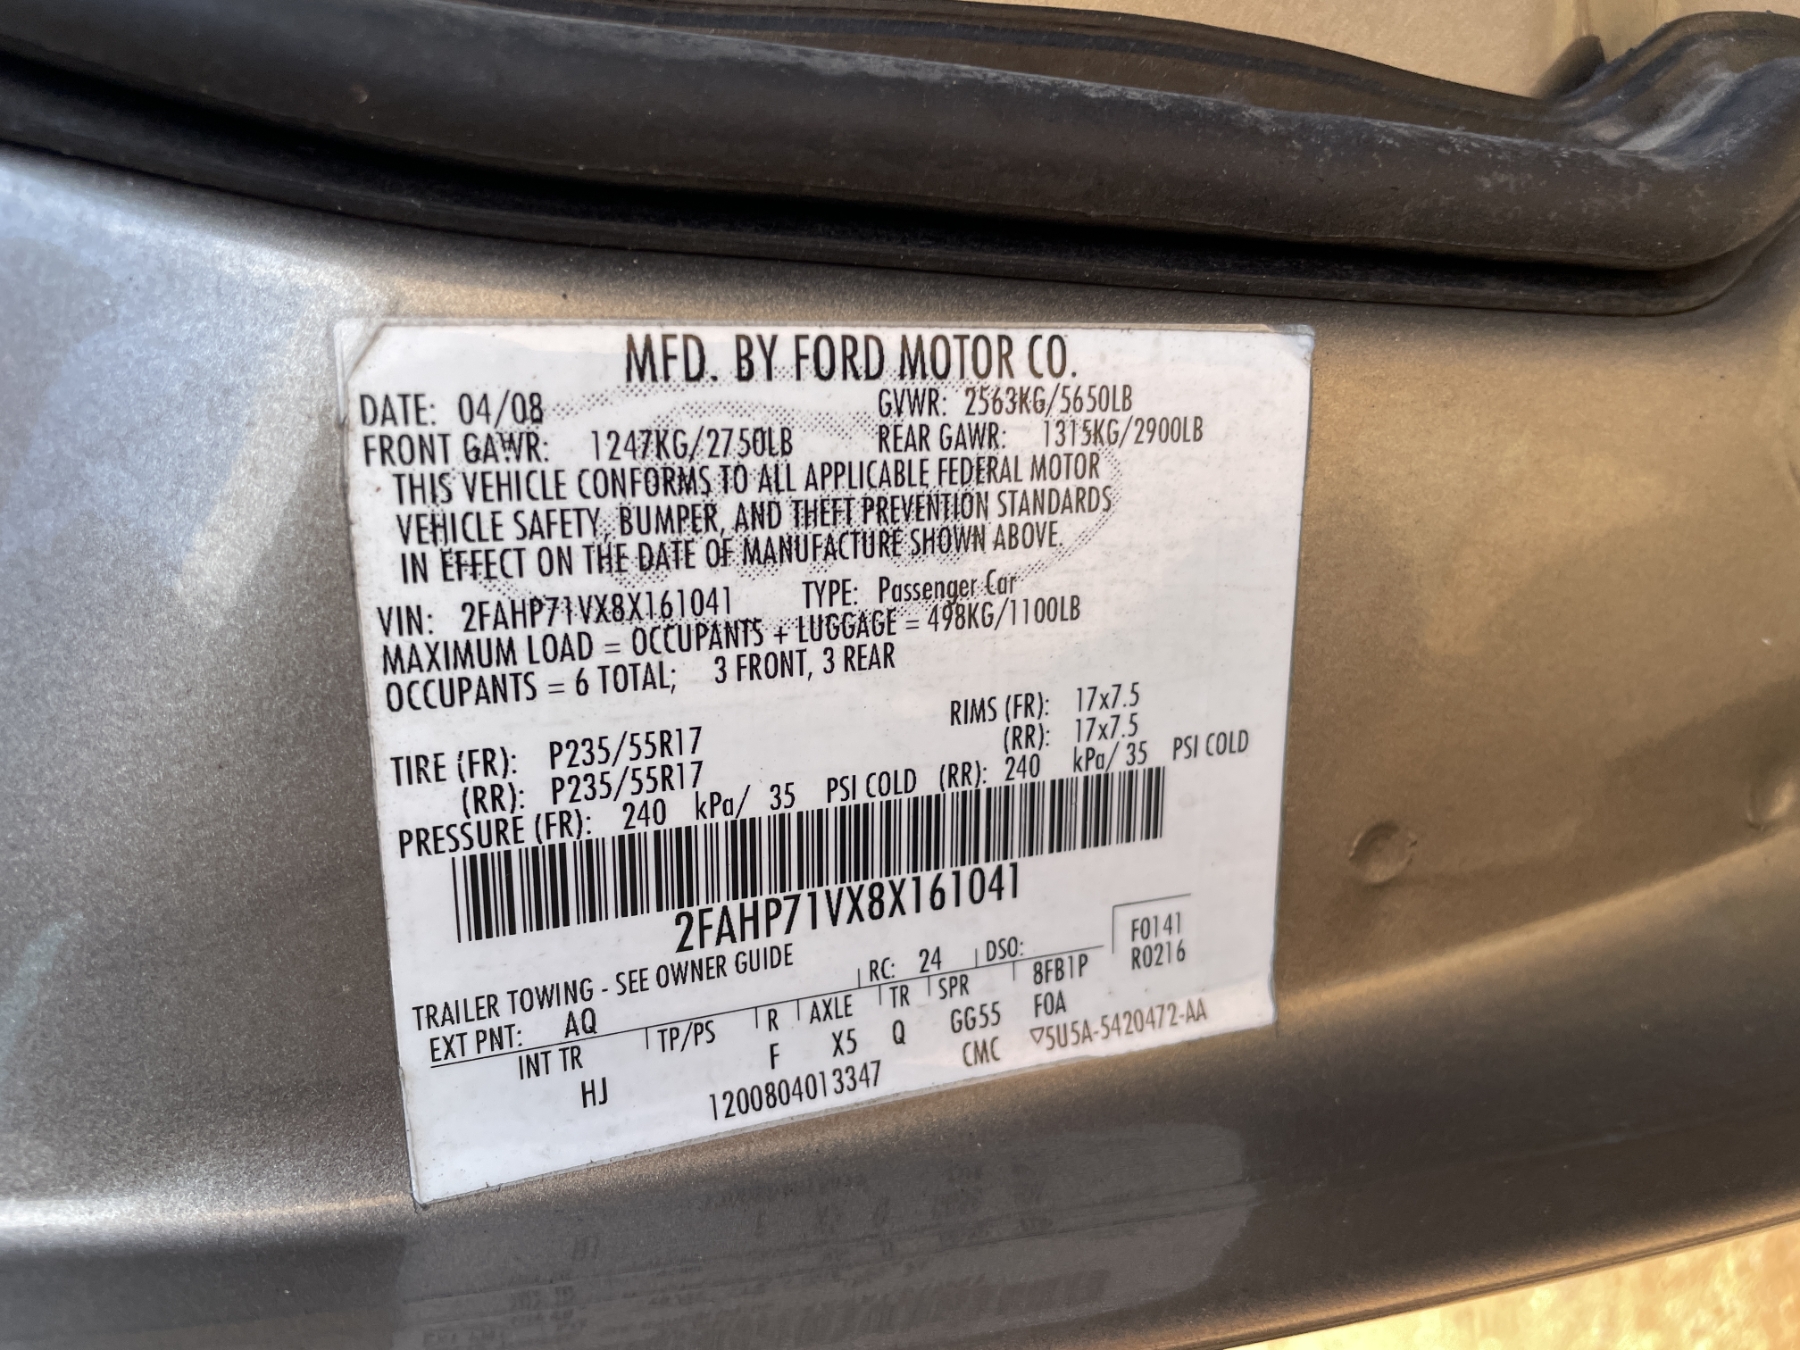 MFD. BY FORD MOTOR CO.
DATE: 04/08 GVWR: 2563KG/5650LB
FRONT GAWR: 1247KG/2750LB REAR GAWR: 1315KG/2900LB
THIS VEHICLE CONFORMS TO ALL APPLICABLE FEDERAL MOTOR
VEHICLE SAFETY, BUMPER, AND THEFT PREVENTION STANDARDS
IN EFFECT ON THE DATE OF MANUFACTURE SHOWN ABOVE.
VIN: 2FAHP71VX8X161041 TYPE: Passenger Car
MAXIMUM LOAD = OCCUPANTS + LUGGAGE = 498KG/1100LB
OCCUPANTS = 6 TOTAL; 3 FRONT, 3 REAR
TIRE (FR): P235/55R17 RIMS (FR): 17x7.5
(RR): P235/55R17 (RR): 17x7.5
PRESSURE (FR): 240 kPa/ 35 PSI COLD (RR): 240 kPa/ 35 PSI COLD
2FAHP71VX8X161041
TRAILER TOWING - SEE OWNER GUIDE
EXT PNT: AQ RC: 24 DSO: F0141
R0216
INT TR TP/PS R AXLE TR SPR 8FB1P
HJ F X5 Q GG55 FOA
1200804013347 CMC ▽5U5A-5420472-AA